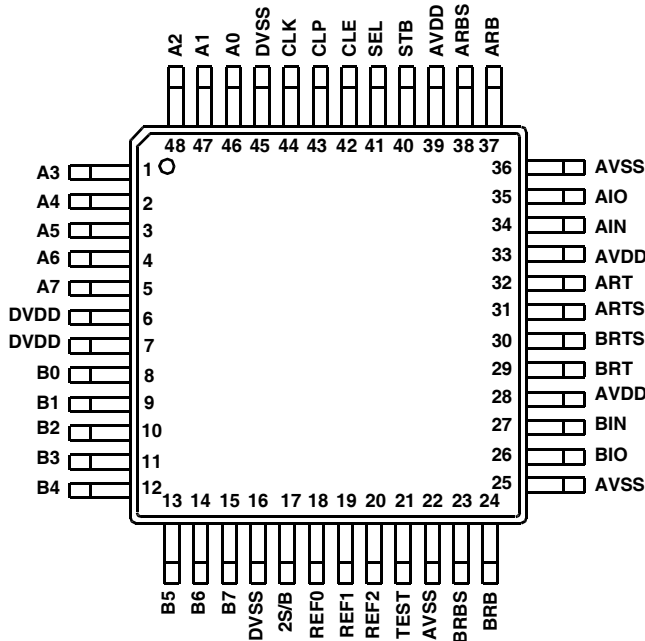 A2 A1 A0 DVSS CLK CLP CLE SEL STB AVDD ARBS ARB
48 47 46 45 44 43 42 41 40 39 38 37
A3 1 36 AVSS
A4 2 35 AIO
A5 3 34 AIN
A6 4 33 AVDD
A7 5 32 ART
DVDD 6 31 ARTS
DVDD 7 30 BRTS
B0 8 29 BRT
B1 9 28 AVDD
B2 10 27 BIN
B3 11 26 BIO
B4 12 25 AVSS
13 14 15 16 17 18 19 20 21 22 23 24
B5 B6 B7 DVSS 2S/B REF0 REF1 REF2 TEST AVSS BRBS BRB